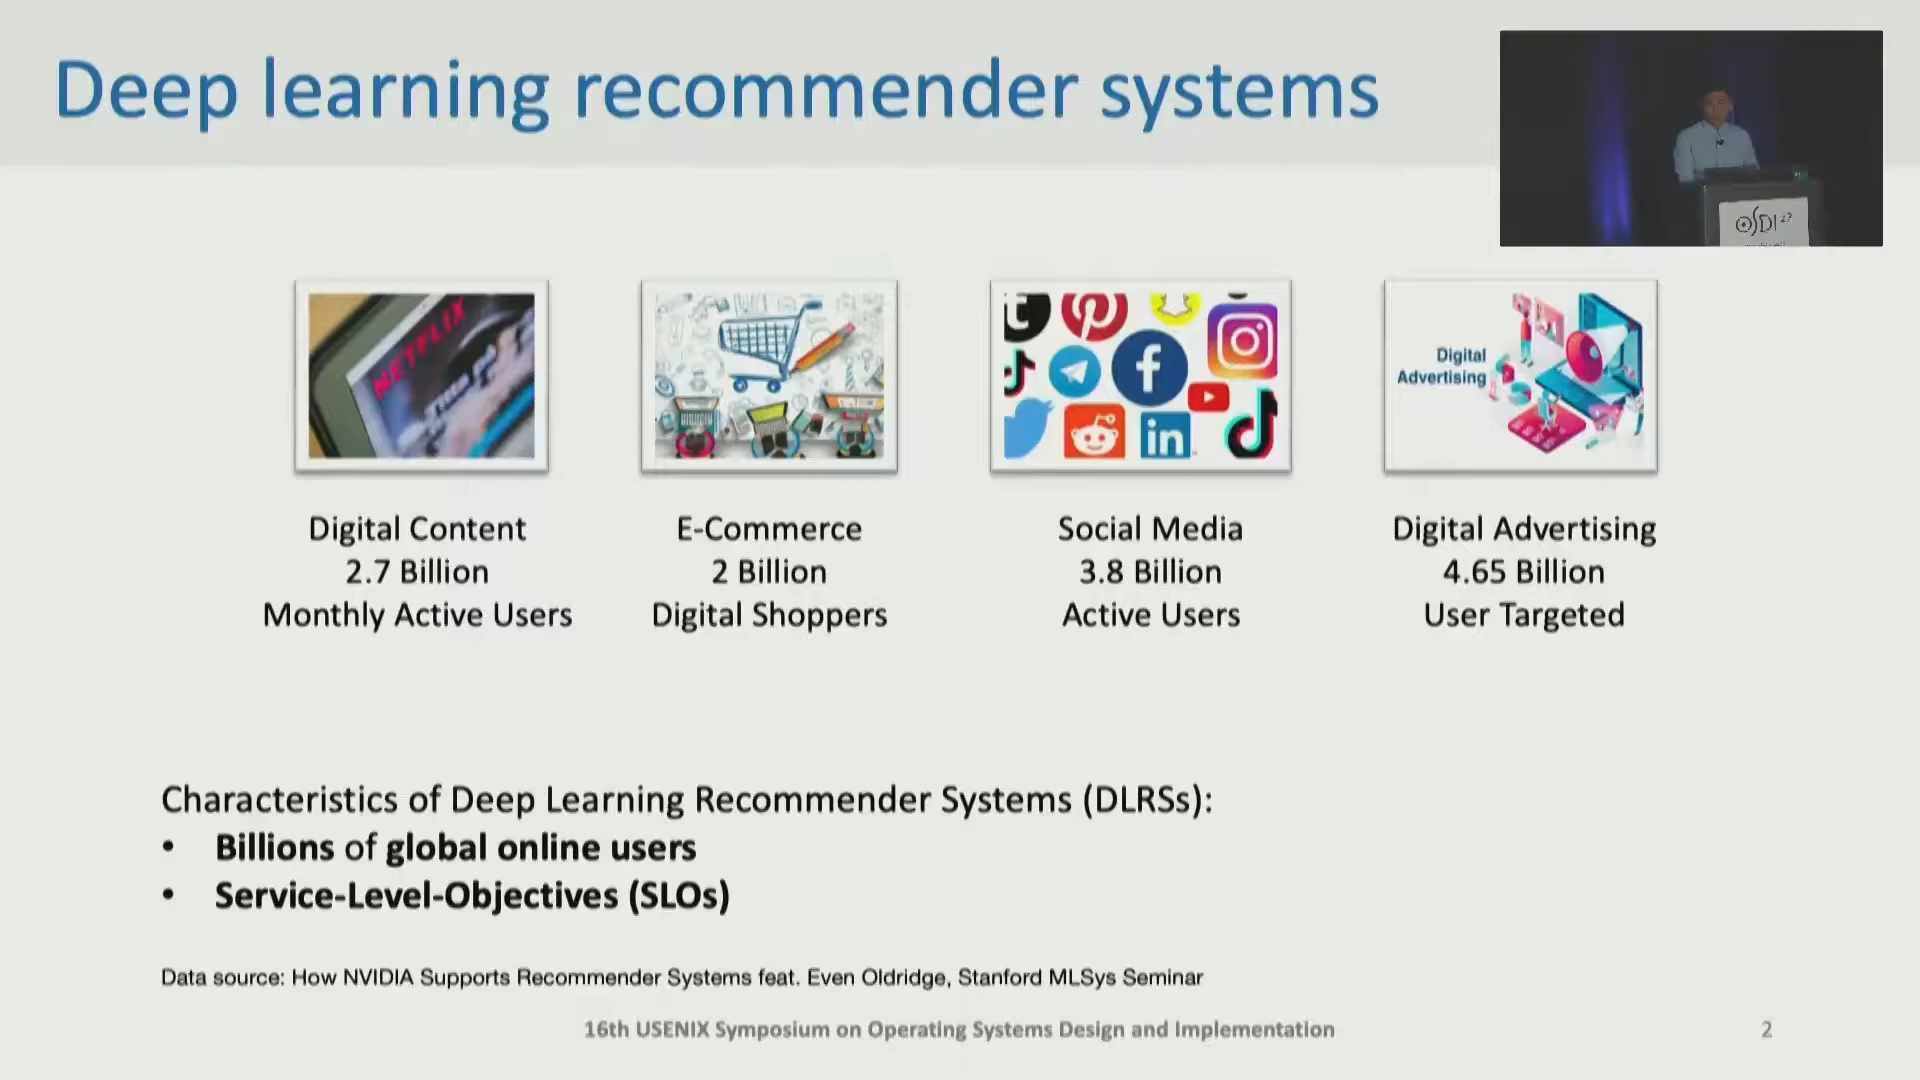 Deep learning recommender systems
OSDI
NETFLIX
Digital
Advertising
in
Digital Content
2.7 Billion
Monthly Active Users
E-Commerce
2 Billion
Digital Shoppers
Social Media
3.8 Billion
Active Users
Digital Advertising
4.65 Billion
User Targeted
Characteristics of Deep Learning Recommender Systems (DLRSs):
• Billions of global online users
• Service-Level-Objectives (SLOs)
Data source: How NVIDIA Supports Recommender Systems feat. Even Oldridge, Stanford MLSys Seminar
16th USENIX Symposium on Operating Systems Design and Implementation
2